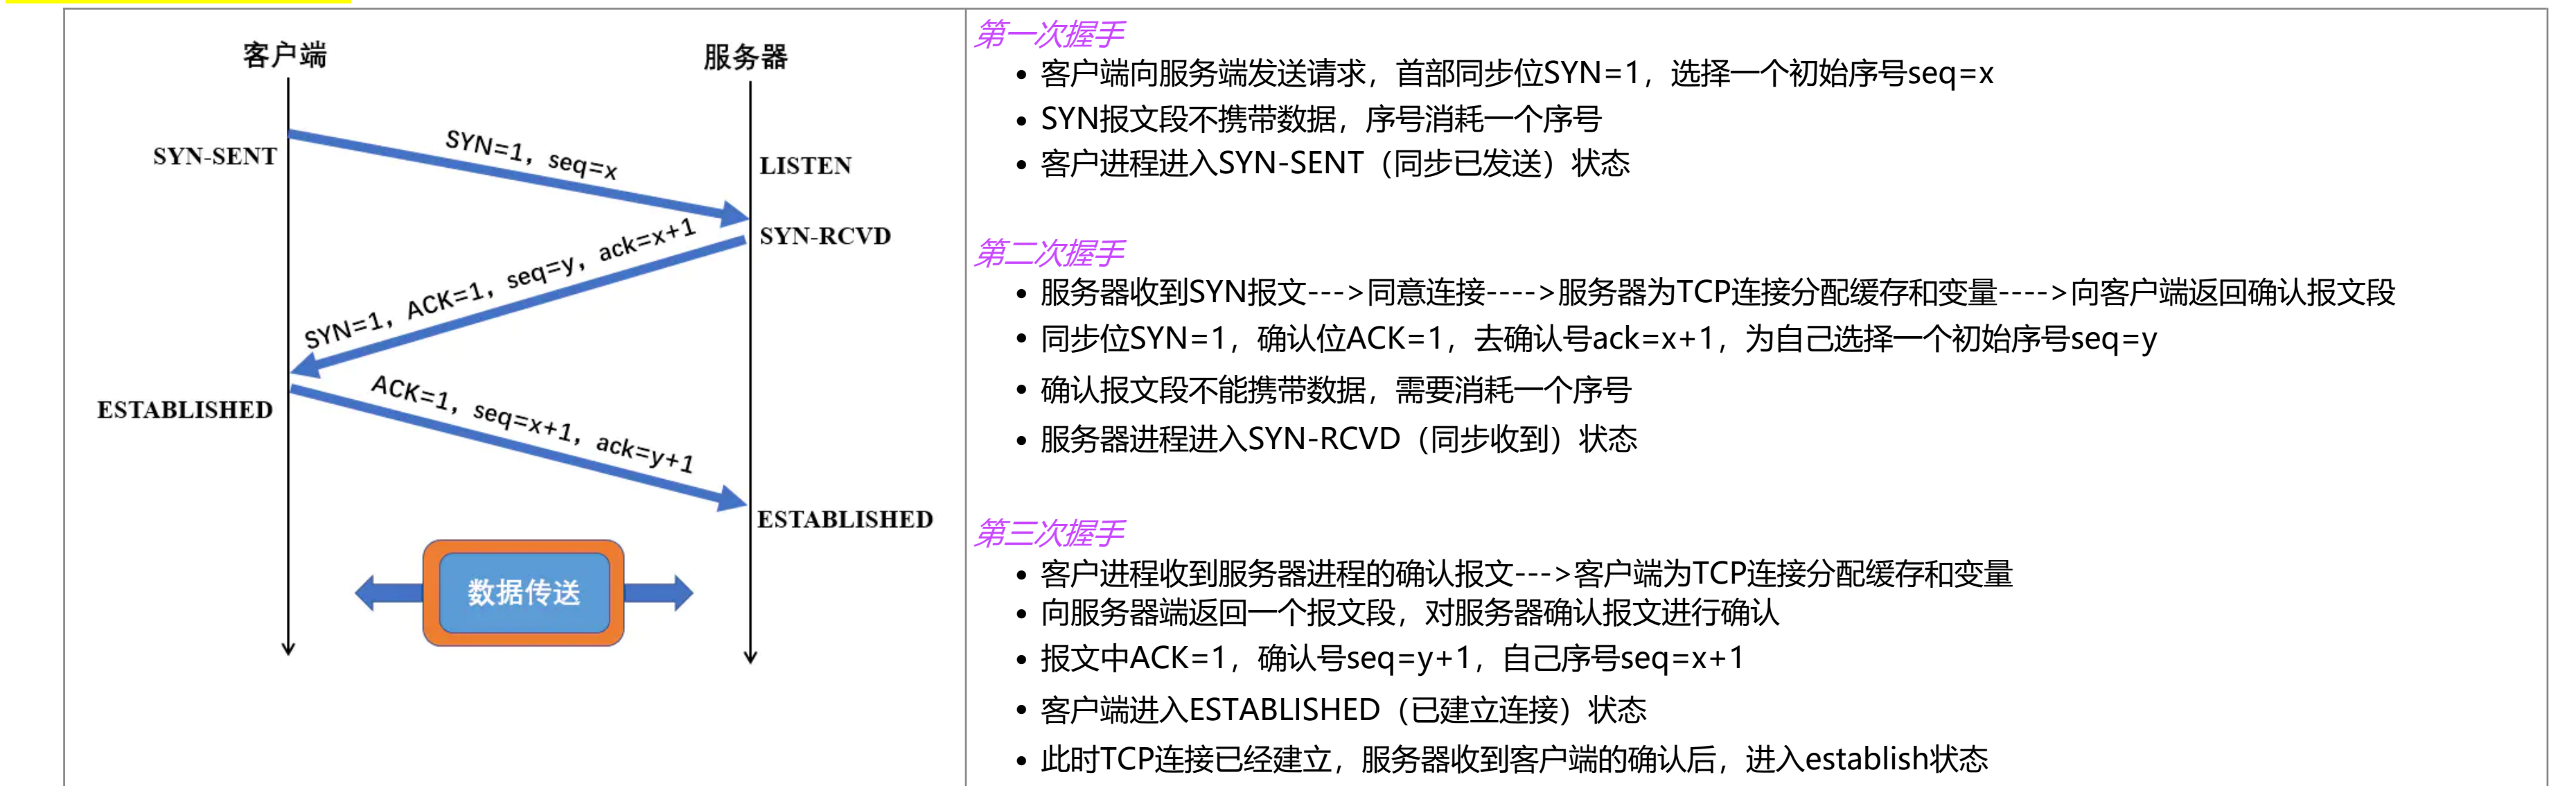 客户端
服务器
SYN=1, seq=x
SYN-SENT
LISTEN
SYN-RCVD
SYN=1, ACK=1, seq=y, ack=x+1
ESTABLISHED
ACK=1, seq=x+1, ack=y+1
ESTABLISHED
数据传送
第一次握手
• 客户端向服务端发送请求，首部同步位SYN=1，选择一个初始序号seq=x
• SYN报文段不携带数据，序号消耗一个序号
• 客户进程进入SYN-SENT（同步已发送）状态
第二次握手
• 服务器收到SYN报文--->同意连接---->服务器为TCP连接分配缓存和变量---->向客户端返回确认报文段
• 同步位SYN=1，确认位ACK=1，去确认号ack=x+1，为自己选择一个初始序号seq=y
• 确认报文段不能携带数据，需要消耗一个序号
• 服务器进程进入SYN-RCVD（同步收到）状态
第三次握手
• 客户进程收到服务器进程的确认报文--->客户端为TCP连接分配缓存和变量
• 向服务器端返回一个报文段，对服务器确认报文进行确认
• 报文中ACK=1，确认号seq=y+1，自己序号seq=x+1
• 客户端进入ESTABLISHED（已建立连接）状态
• 此时TCP连接已经建立，服务器收到客户端的确认后，进入establish状态